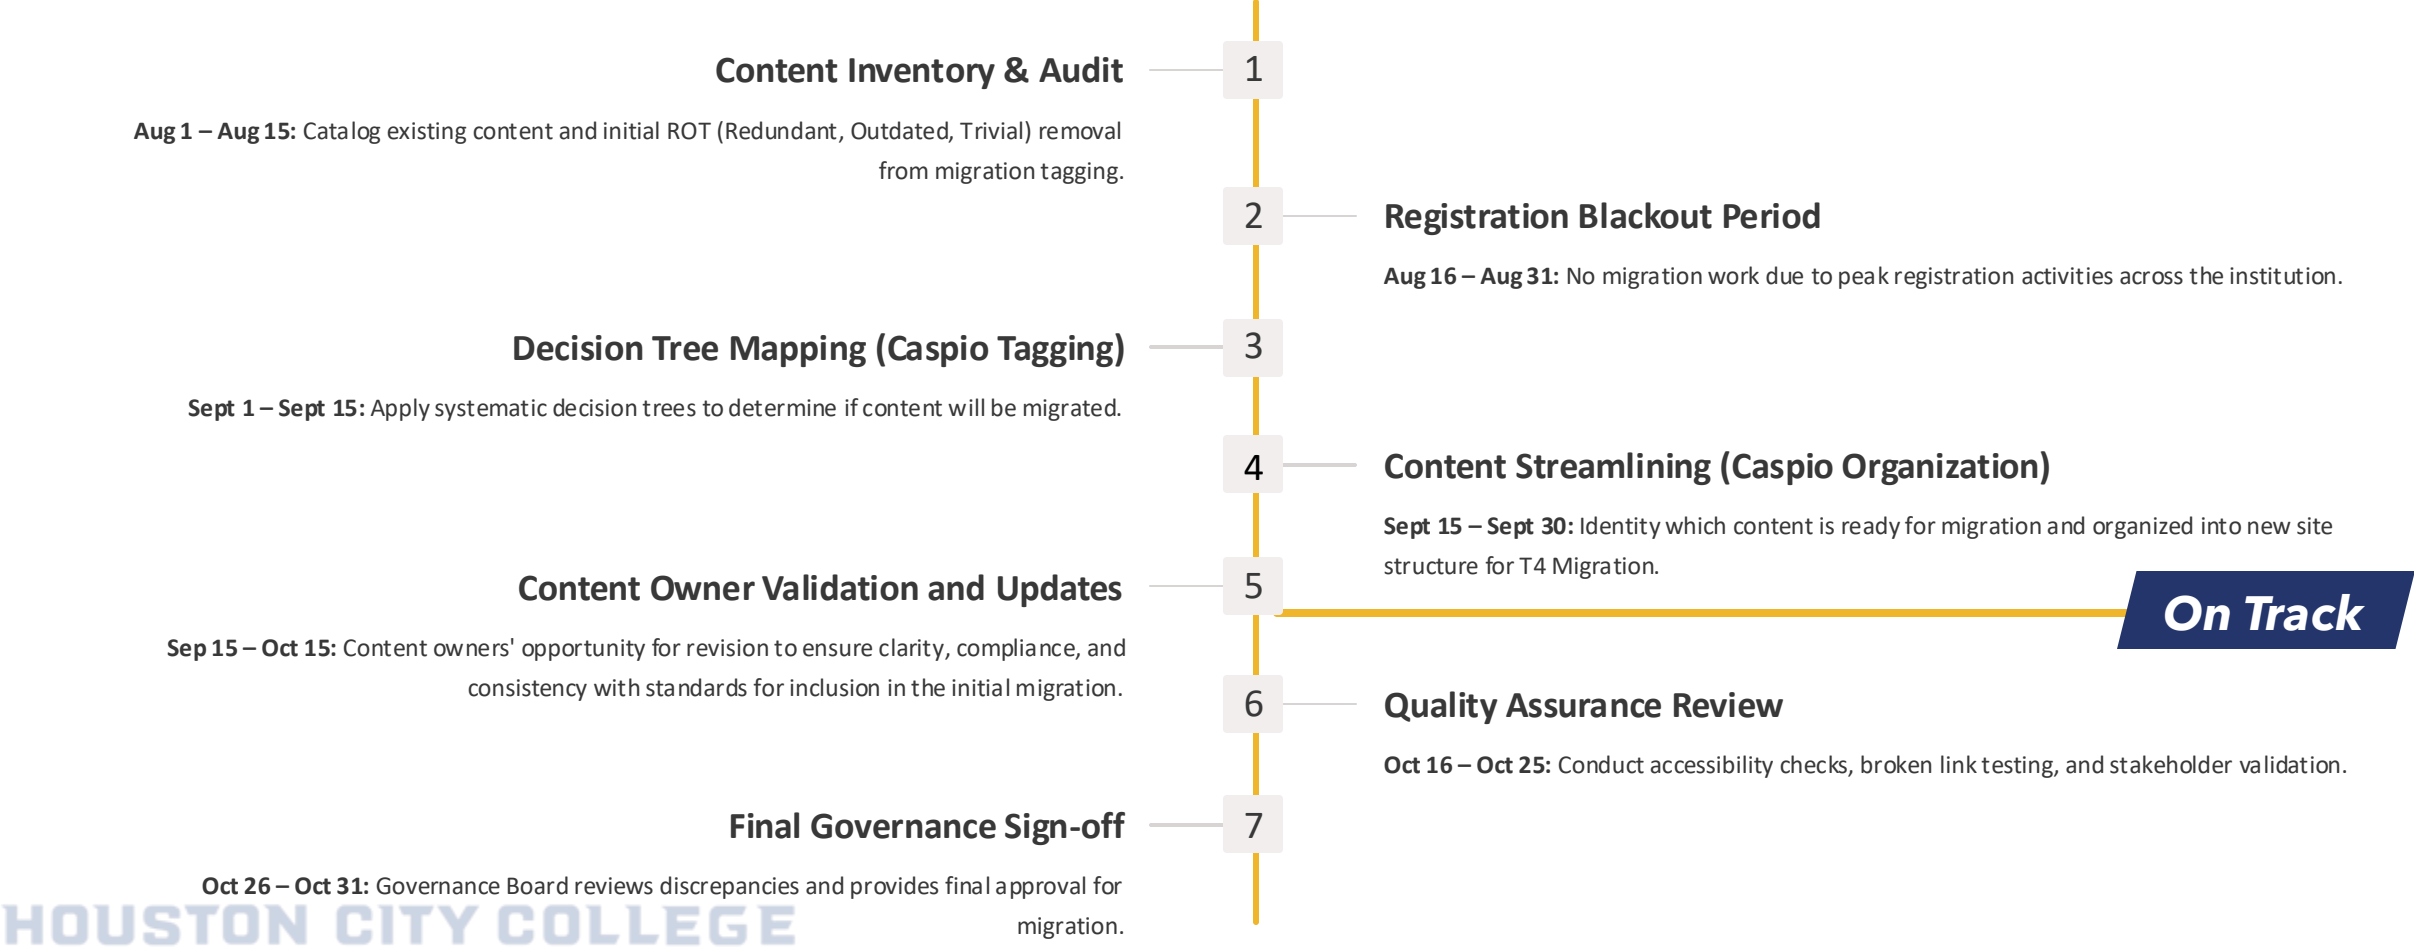 1
Content Inventory & Audit
Aug 1 – Aug 15: Catalog existing content and initial ROT (Redundant, Outdated, Trivial) removal
from migration tagging.
2
Registration Blackout Period
Aug 16 – Aug 31: No migration work due to peak registration activities across the institution.
3
Decision Tree Mapping (Caspio Tagging)
Sept 1 – Sept 15: Apply systematic decision trees to determine if content will be migrated.
4
Content Streamlining (Caspio Organization)
Sept 15 – Sept 30: Identity which content is ready for migration and organized into new site
structure for T4 Migration.
5
Content Owner Validation and Updates
Sep 15 – Oct 15: Content owners' opportunity for revision to ensure clarity, compliance, and
consistency with standards for inclusion in the initial migration.
On Track
6
Quality Assurance Review
Oct 16 – Oct 25: Conduct accessibility checks, broken link testing, and stakeholder validation.
7
Final Governance Sign-off
Oct 26 – Oct 31: Governance Board reviews discrepancies and provides final approval for
migration.
HOUSTON CITY COLLEGE